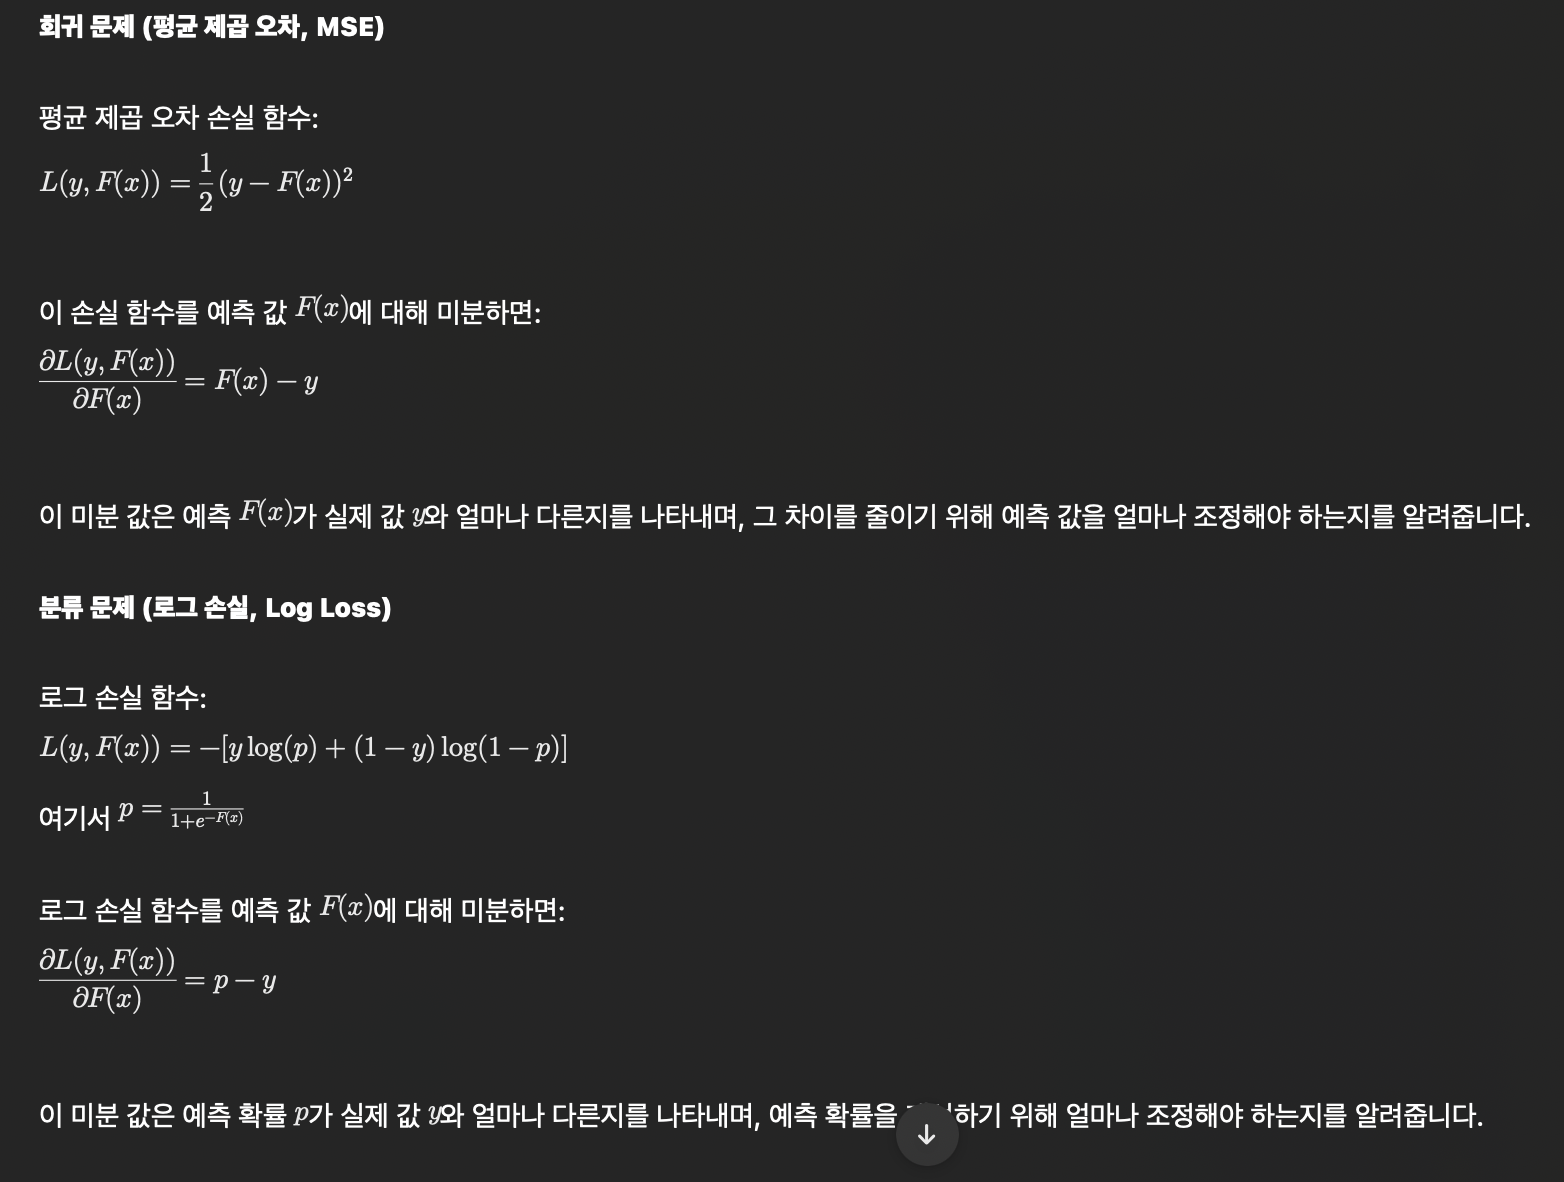 회귀 문제 (평균 제곱 오차, MSE)
평균 제곱 오차 손실 함수:
L(y, F(x)) = \frac{1}{2}(y − F(x))²
이 손실 함수를 예측 값 F(x)에 대해 미분하면:
\frac{∂L(y, F(x))}{∂F(x)} = F(x) − y
이 미분 값은 예측 F(x)가 실제 값 y와 얼마나 다른지를 나타내며, 그 차이를 줄이기 위해 예측 값을 얼마나 조정해야 하는지를 알려줍니다.
분류 문제 (로그 손실, Log Loss)
로그 손실 함수:
L(y, F(x)) = −[y log(p) + (1 − y) log(1 − p)]
여기서 p = \frac{1}{1+e^{−F(x)}}
로그 손실 함수를 예측 값 F(x)에 대해 미분하면:
\frac{∂L(y, F(x))}{∂F(x)} = p − y
이 미분 값은 예측 확률 p가 실제 값 y와 얼마나 다른지를 나타내며, 예측 확률을 하기 위해 얼마나 조정해야 하는지를 알려줍니다.